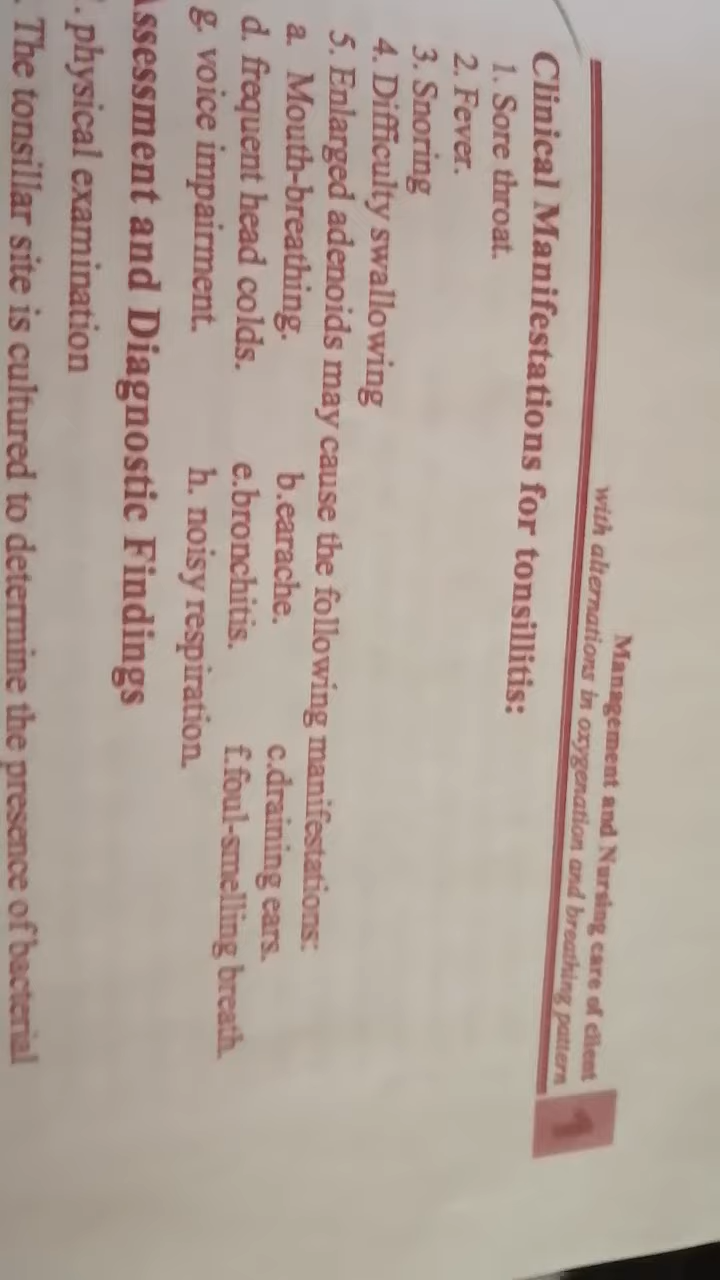 Management and Nursing care of client
with alternations in oxygenation and breathing pattern
1
Clinical Manifestations for tonsillitis:
1. Sore throat.
2. Fever.
3. Snoring
4. Difficulty swallowing
5. Enlarged adenoids may cause the following manifestations:
a. Mouth-breathing. b.earache. c.draining ears.
d. frequent head colds. e.bronchitis. f.foul-smelling breath.
g. voice impairment. h. noisy respiration.
ssessment and Diagnostic Findings
. physical examination
. The tonsillar site is cultured to determine the presence of bacterial